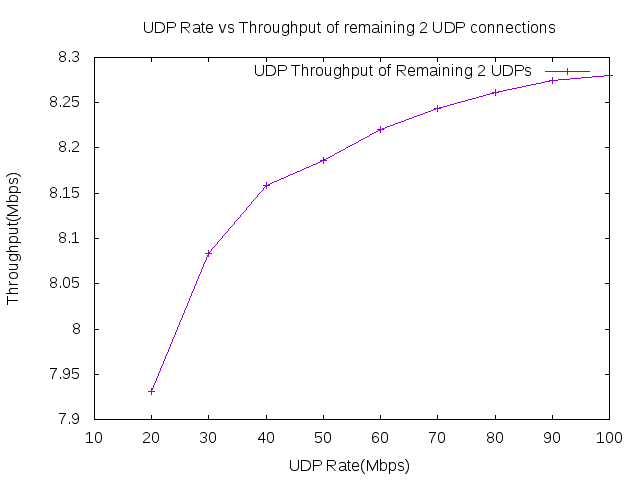 UDP Rate vs Throughput of remaining 2 UDP connections
UDP Throughput of Remaining 2 UDPs
Throughput(Mbps)
8.3
8.25
8.2
8.15
8.1
8.05
8
7.95
7.9
10 20 30 40 50 60 70 80 90 100
UDP Rate(Mbps)